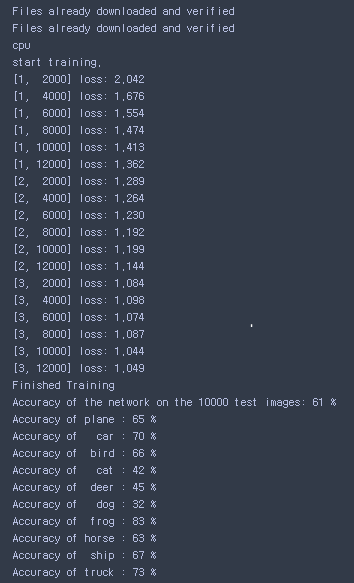 Files already downloaded and verified
Files already downloaded and verified
cpu
start training.
[1,  2000] loss: 2.042
[1,  4000] loss: 1.676
[1,  6000] loss: 1.554
[1,  8000] loss: 1.474
[1, 10000] loss: 1.413
[1, 12000] loss: 1.362
[2,  2000] loss: 1.289
[2,  4000] loss: 1.264
[2,  6000] loss: 1.230
[2,  8000] loss: 1.192
[2, 10000] loss: 1.199
[2, 12000] loss: 1.144
[3,  2000] loss: 1.084
[3,  4000] loss: 1.098
[3,  6000] loss: 1.074
[3,  8000] loss: 1.087
[3, 10000] loss: 1.044
[3, 12000] loss: 1.049
Finished Training
Accuracy of the network on the 10000 test images: 61 %
Accuracy of plane : 65 %
Accuracy of   car : 70 %
Accuracy of  bird : 66 %
Accuracy of   cat : 42 %
Accuracy of  deer : 45 %
Accuracy of   dog : 32 %
Accuracy of  frog : 83 %
Accuracy of horse : 63 %
Accuracy of  ship : 67 %
Accuracy of truck : 73 %